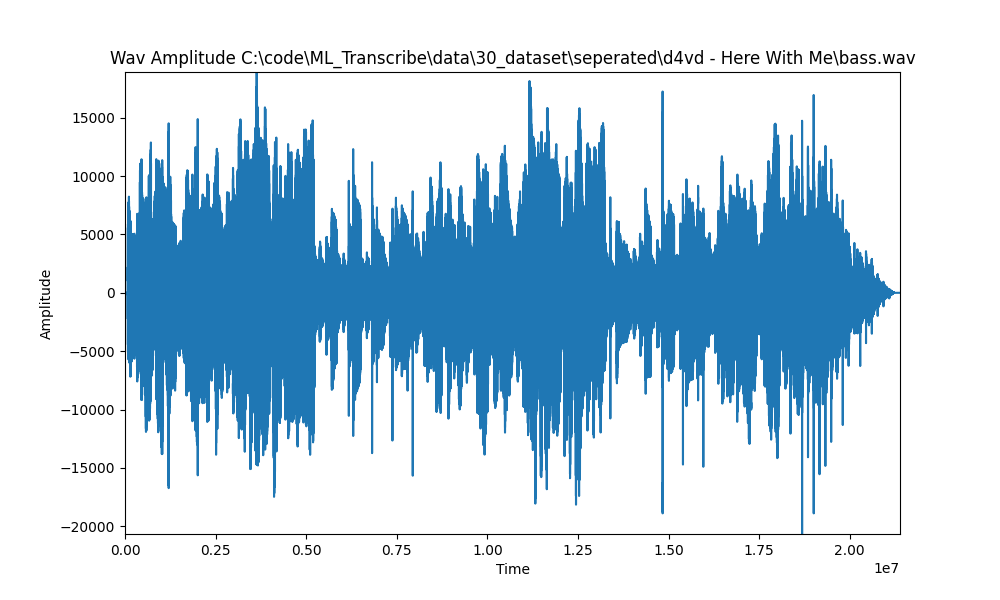 Wav Amplitude C:\code\ML_Transcribe\data\30_dataset\seperated\d4vd - Here With Me\bass.wav
15000
10000
5000
0
−5000
−10000
−15000
−20000
Amplitude
0.00 0.25 0.50 0.75 1.00 1.25 1.50 1.75 2.00
1e7
Time